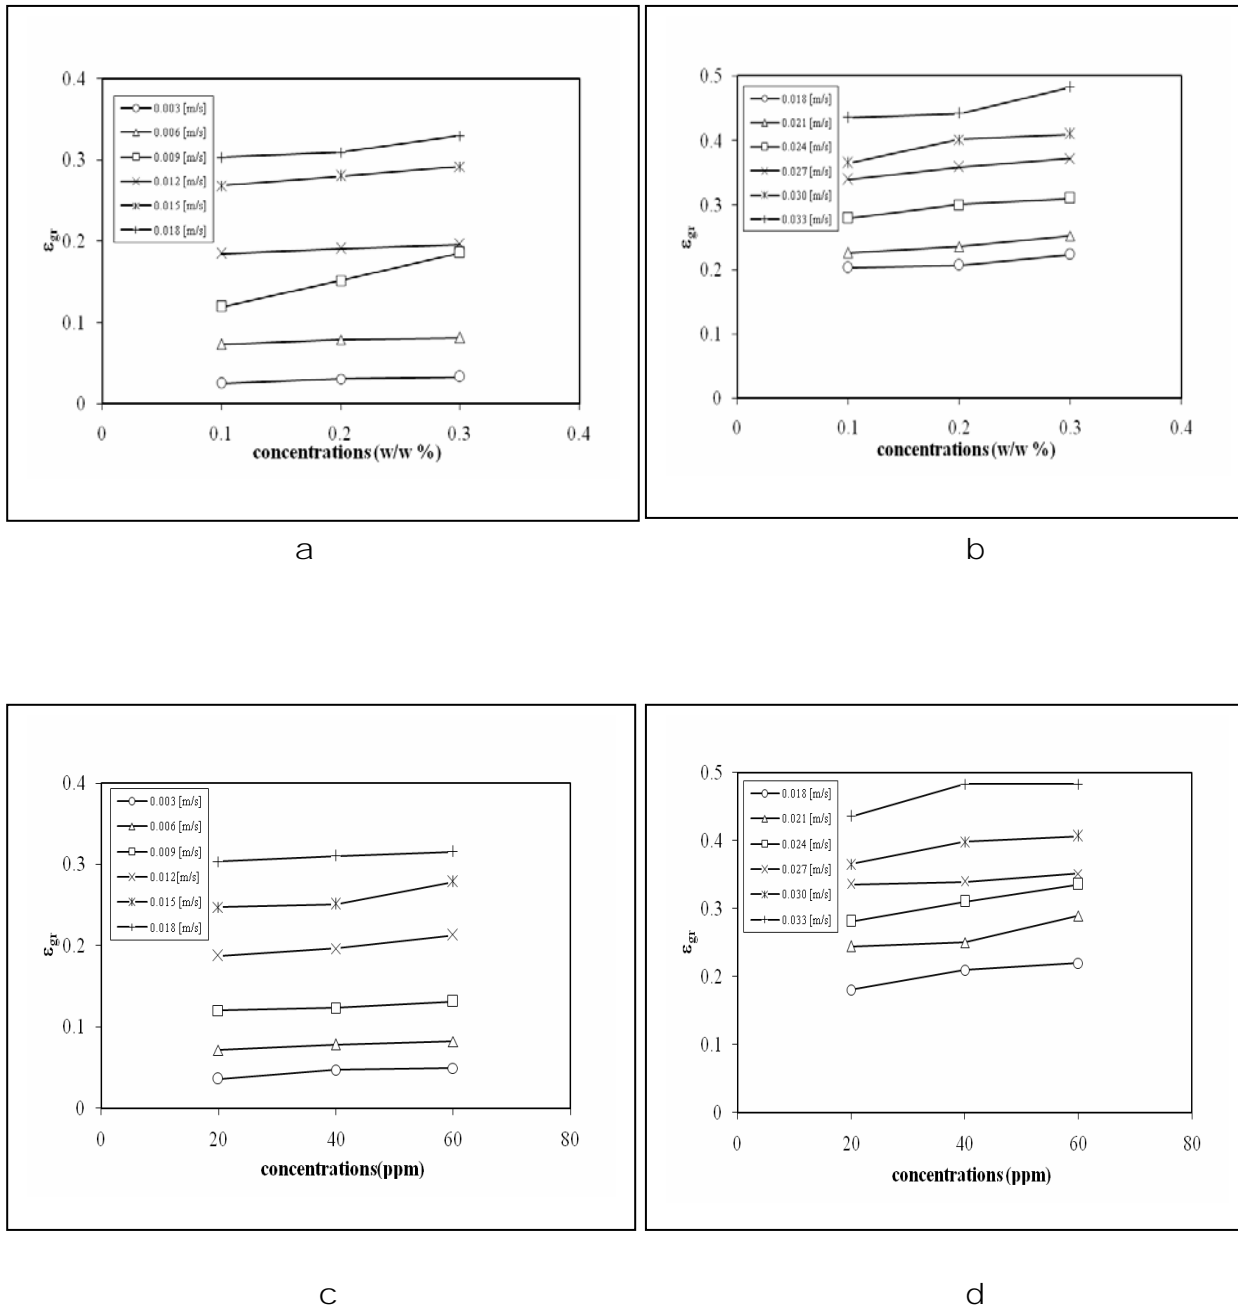 0.4
0.3
0.2
0.1
0
0.003 [m/s]
0.006 [m/s]
0.009 [m/s]
0.012 [m/s]
0.015 [m/s]
0.018 [m/s]
εgr
0 0.1 0.2 0.3 0.4
concentrations (w/w %)
a
0.5
0.4
0.3
0.2
0.1
0
0.018 [m/s]
0.021 [m/s]
0.024 [m/s]
0.027 [m/s]
0.030 [m/s]
0.033 [m/s]
εgr
0 0.1 0.2 0.3 0.4
concentrations (w/w %)
b
0.4
0.3
0.2
0.1
0
0.003 [m/s]
0.006 [m/s]
0.009 [m/s]
0.012[m/s]
0.015 [m/s]
0.018 [m/s]
εgr
0 20 40 60 80
concentrations(ppm)
c
0.5
0.4
0.3
0.2
0.1
0
0.018 [m/s]
0.021 [m/s]
0.024 [m/s]
0.027 [m/s]
0.030 [m/s]
0.033 [m/s]
εgr
0 20 40 60 80
concentrations (ppm)
d